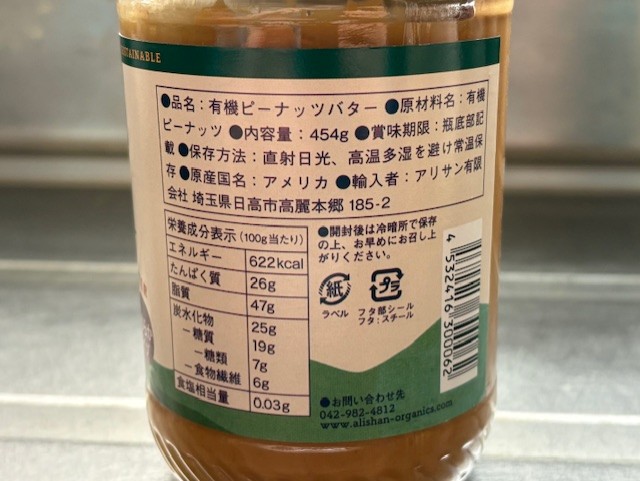 STAINABLE
●品名：有機ピーナッツバター ●原材料名：有機
ピーナッツ ●内容量：454g ●賞味期限：瓶底部記
載 ●保存方法：直射日光、高温多湿を避け常温保
存 ●原産国名：アメリカ ●輸入者：アリサン有限
会社 埼玉県日高市高麗本郷 185-2
栄養成分表示（100g当たり）
エネルギー 622kcal
たんぱく質 26g
脂質 47g
炭水化物 25g
－糖質 19g
－糖類 7g
－食物繊維 6g
食塩相当量 0.03g
●開封後は冷暗所で保存
の上、お早めにお召し上
がりください。
紙
ラベル
プラ
フタ部シール
フタ：スチール
4 532416 300062
●お問い合わせ先
042-982-4812
www.alishan-organics.com